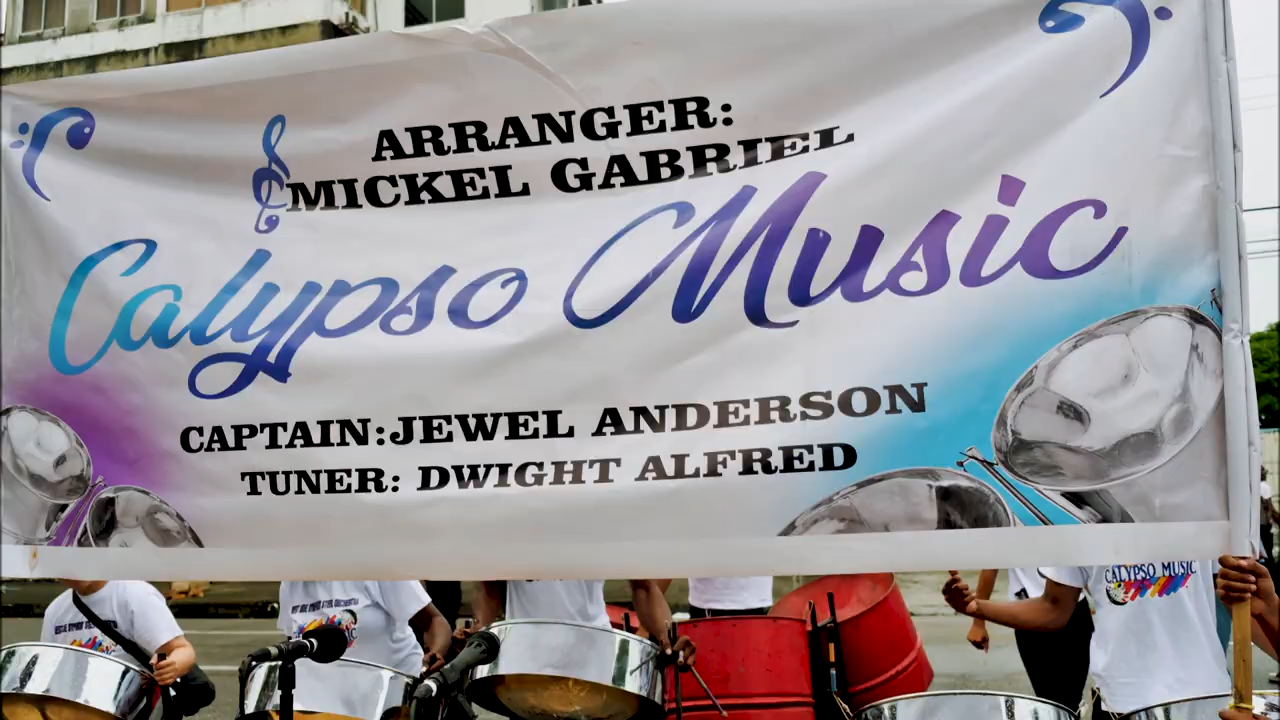 ARRANGER:
MICKEL GABRIEL
Calypso Music
CAPTAIN:JEWEL ANDERSON
TUNER: DWIGHT ALFRED
CALYPSO MUSIC